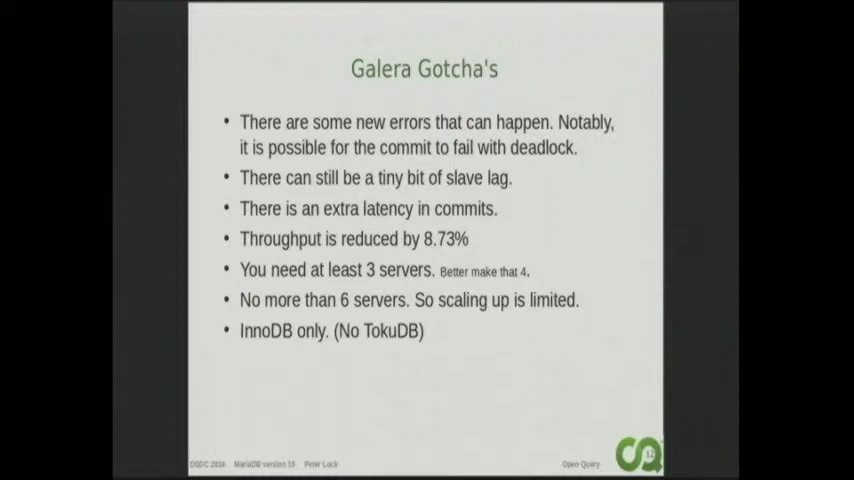 Galera Gotcha's
• There are some new errors that can happen. Notably,
it is possible for the commit to fail with deadlock.
• There can still be a tiny bit of slave lag.
• There is an extra latency in commits.
• Throughput is reduced by 8.73%
• You need at least 3 servers. Better make that 4.
• No more than 6 servers. So scaling up is limited.
• InnoDB only. (No TokuDB)
OSDC 2016 MariaDB version 10 Peter Lock Open Query
12